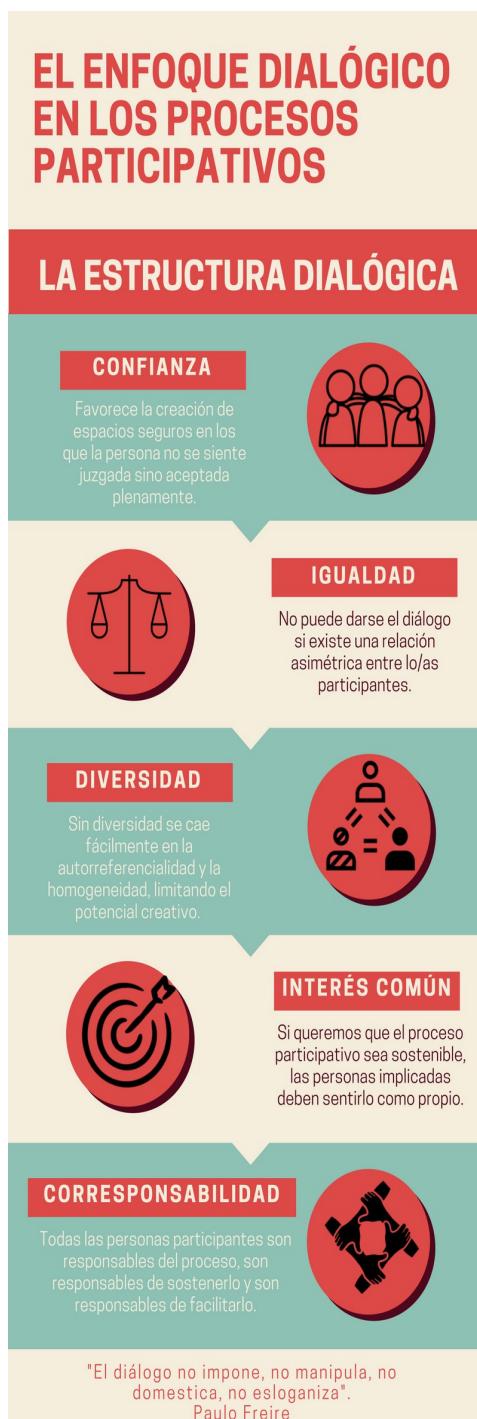 EL ENFOQUE DIALÓGICO
EN LOS PROCESOS
PARTICIPATIVOS
LA ESTRUCTURA DIALÓGICA
CONFIANZA
Favorece la creación de
espacios seguros en los
que la persona no se siente
juzgada sino aceptada
plenamente.
IGUALDAD
No puede darse el diálogo
si existe una relación
asimétrica entre lo/as
participantes.
DIVERSIDAD
Sin diversidad se cae
fácilmente en la
autorreferencialidad y la
homogeneidad, limitando el
potencial creativo.
INTERÉS COMÚN
Si queremos que el proceso
participativo sea sostenible,
las personas implicadas
deben sentirlo como propio.
CORRESPONSABILIDAD
Todas las personas participantes son
responsables del proceso, son
responsables de sostenerlo y son
responsables de facilitarlo.
"El diálogo no impone, no manipula, no
domestica, no esloganiza".
Paulo Freire